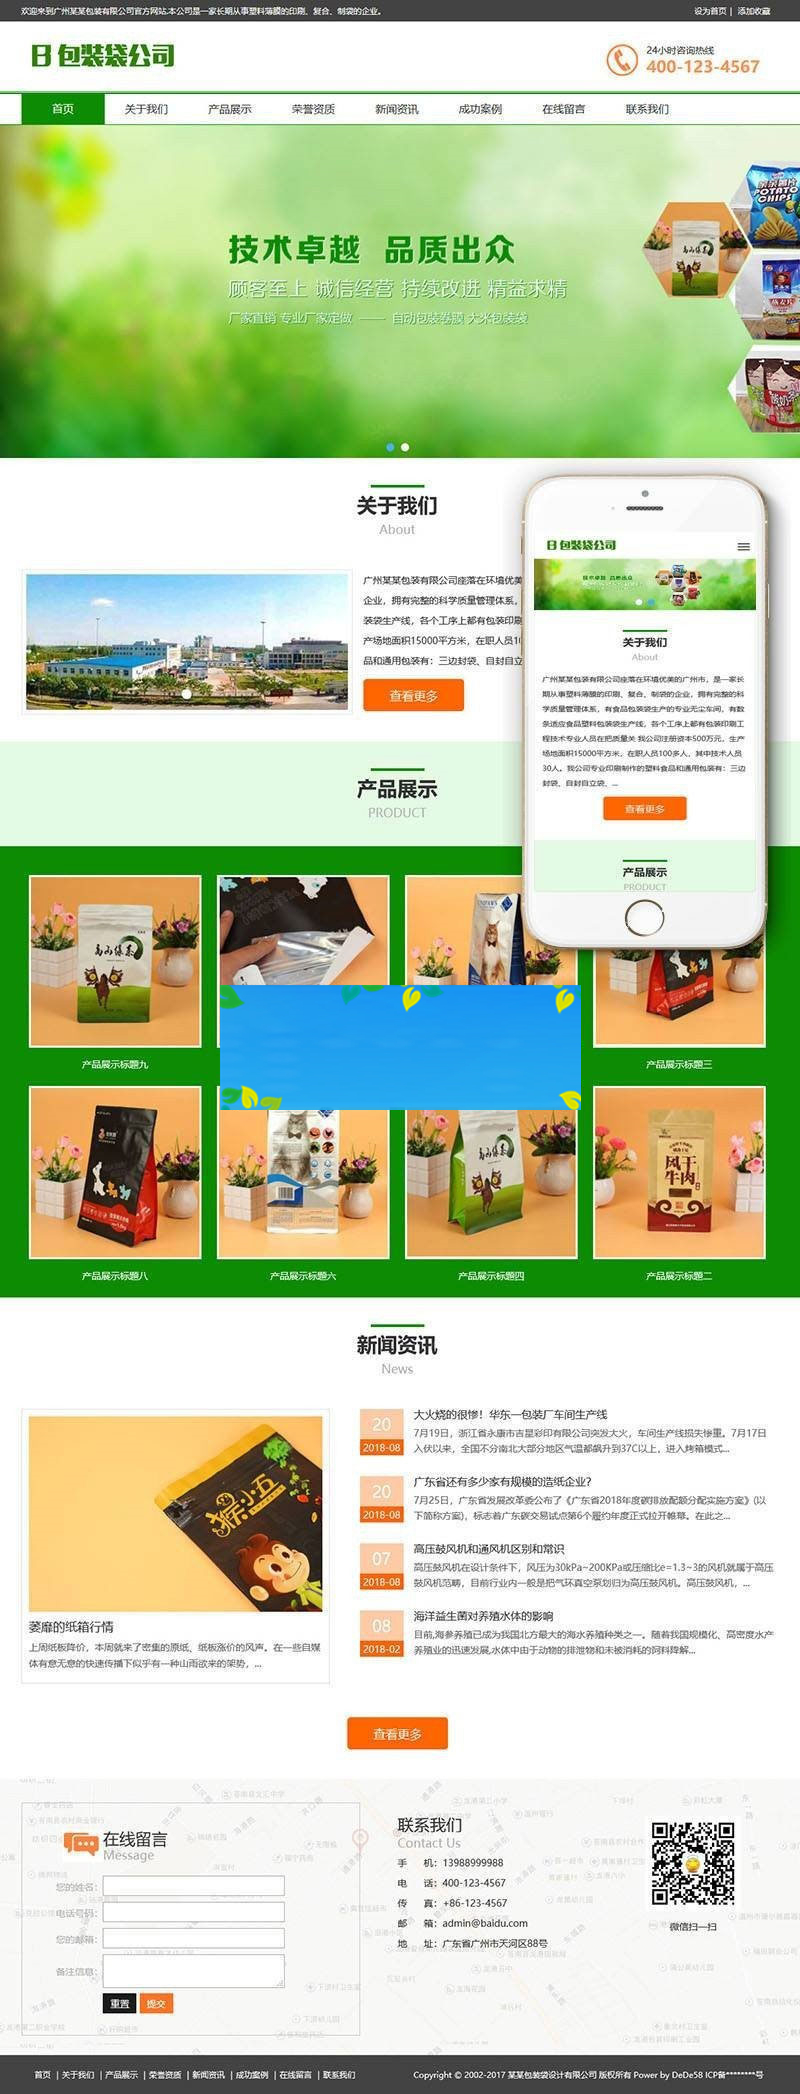 欢迎来到广州某某包装有限公司官方网站,本公司是一家长期从事塑料薄膜的印刷、复合、制袋的企业。
设为首页 | 添加收藏
包装袋公司
24小时咨询热线
400-123-4567
首页 关于我们 产品展示 荣誉资质 新闻资讯 成功案例 在线留言 联系我们
技术卓越 品质出众
顾客至上 诚信经营 持续改进 精益求精
厂家直销 专业厂家定做 —— 自动包装卷膜 大米包装袋
POTATO
CHIPS
关于我们
About
广州某某包装有限公司座落在环境优美
企业，拥有完整的科学质量管理体系，
装袋生产线，各个工序上都有包装印刷
产场地面积15000平方米，在职人员10
品和通用包装有：三边封袋、自封自立
查看更多
包装袋公司
技术卓越 品质出众
关于我们
About
广州某某包装有限公司座落在环境优美的广州市，是一家长
期从事塑料薄膜的印刷、复合、制袋的企业，拥有完整的科
学质量管理体系，有食品包装袋生产的专业无尘车间，有数
条适应食品塑料包装袋生产线，各个工序上都有包装印刷工
程技术专业人员在把质量关 我公司注册资本500万元，生产
场地面积15000平方米，在职人员100多人，其中技术人员
30人。我公司专业印刷制作的塑料食品和通用包装有：三边
封袋、自封自立袋、...
查看更多
产品展示
PRODUCT
产品展示
PRODUCT
产品展示标题九
产品展示标题三
风干
牛肉
产品展示标题八
产品展示标题六
产品展示标题四
产品展示标题二
新闻资讯
News
猴小五
萎靡的纸箱行情
上周纸板降价，本周就来了密集的原纸、纸板涨价的风声。在一些自媒
体有意无意的快速传播下似乎有一种山雨欲来的架势，...
20
2018-08
大火烧的很惨！华东一包装厂车间生产线
7月19日，浙江省永康市吉星彩印有限公司突发大火，车间生产线损失惨重。7月17日
入伏以来，全国不分南北大部分地区气温都飙升到37C以上，进入烤箱模式...
20
2018-08
广东省还有多少家有规模的造纸企业?
7月25日，广东省发展改革委公布了《广东省2018年度碳排放配额分配实施方案》(以
下简称方案)，标志着广东碳交易试点第6个履约年度正式拉开帷幕。在此之...
07
2018-08
高压鼓风机和通风机区别和常识
高压鼓风机在设计条件下，风压为30kPa~200KPa或压缩比e=1.3~3的风机就属于高压
鼓风机范畴，目前行业内一般是把气环真空泵划归为高压鼓风机。高压鼓风机，...
08
2018-02
海洋益生菌对养殖水体的影响
目前,海参养殖已成为我国北方最大的海水养殖种类之一。随着我国规模化、高密度水产
养殖业的迅速发展,水体中由于动物的排泄物和未被消耗的饲料降解...
查看更多
在线留言
Message
您的姓名：
电话号码：
您的邮箱：
备注信息：
重置 提交
联系我们
Contact Us
手 机：13988999988
电 话：400-123-4567
传 真：+86-123-4567
邮 箱：admin@baidu.com
地 址：广东省广州市天河区88号
微信扫一扫
首页 | 关于我们 | 产品展示 | 荣誉资质 | 新闻资讯 | 成功案例 | 在线留言 | 联系我们
Copyright © 2002-2017 某某包装袋设计有限公司 版权所有 Power by DeDe58 ICP备********号